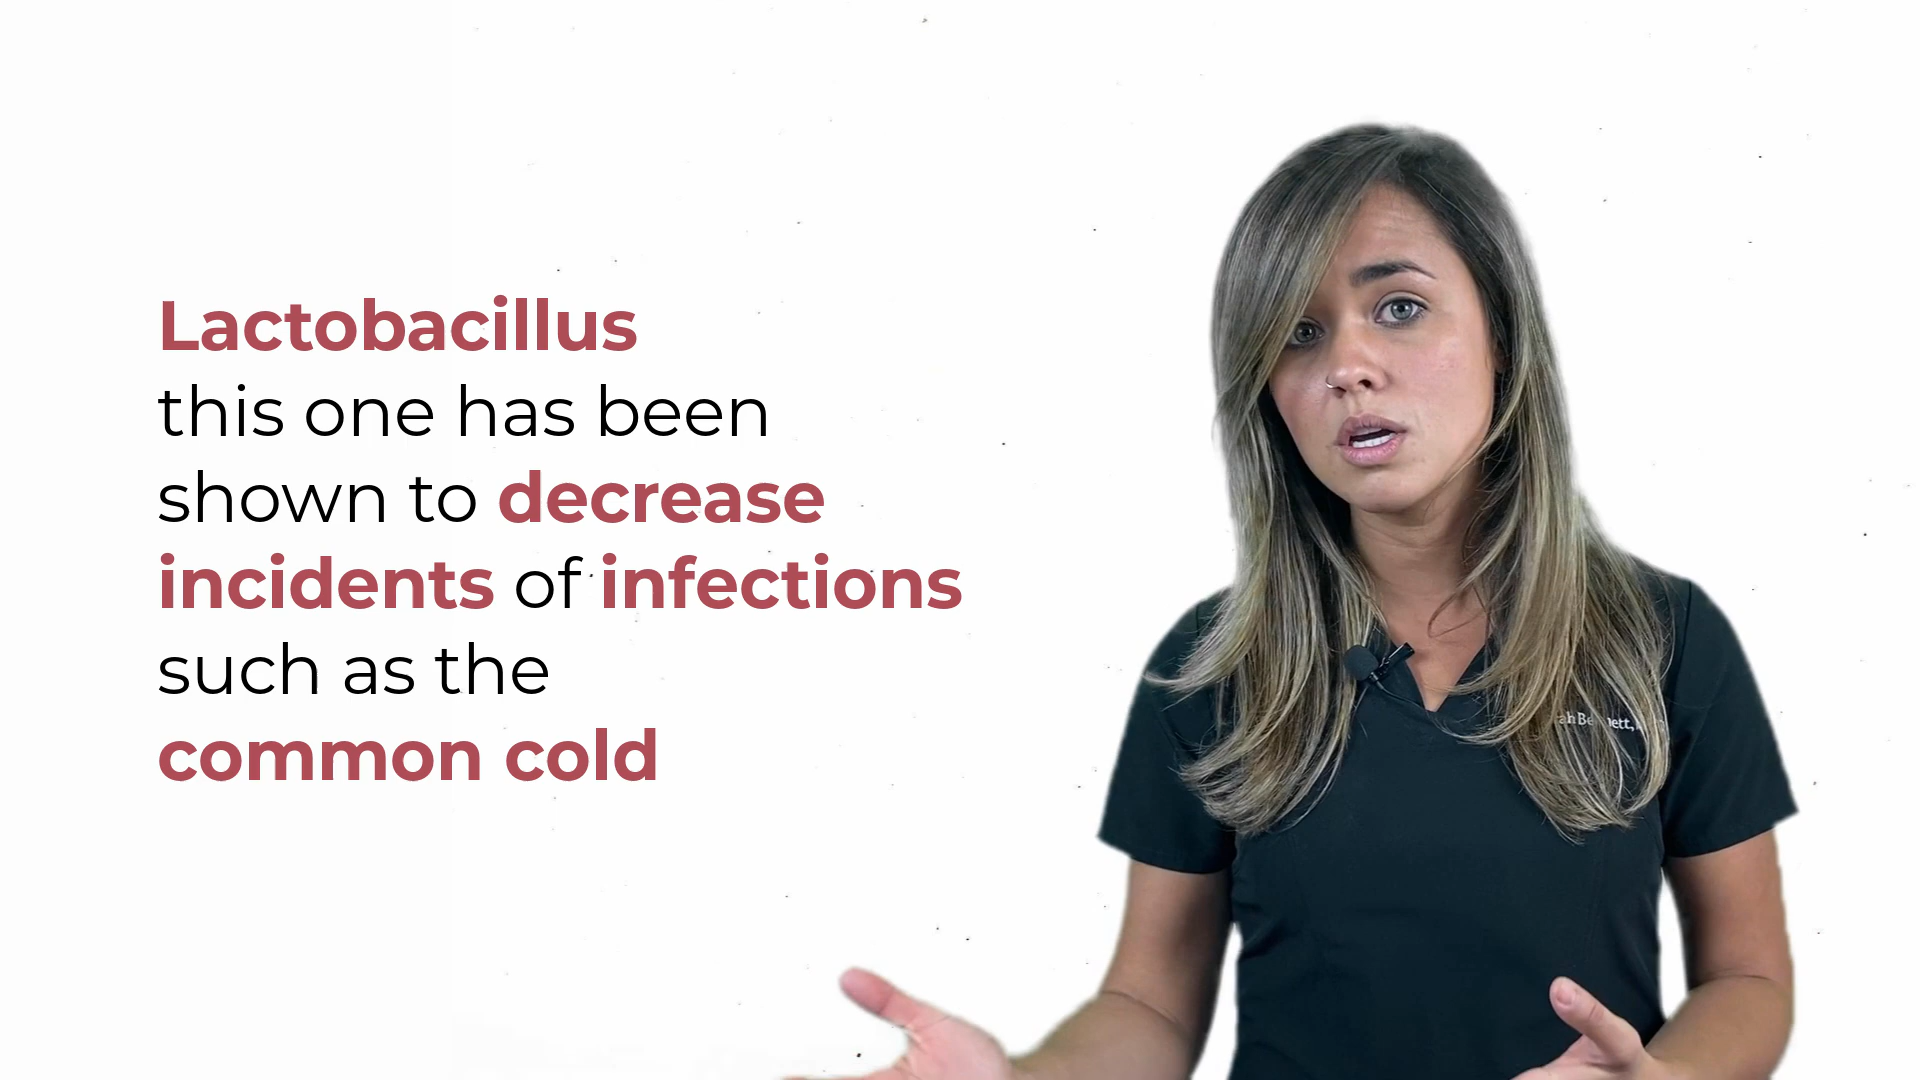 Lactobacillus
this one has been
shown to decrease
incidents of infections
such as the
common cold